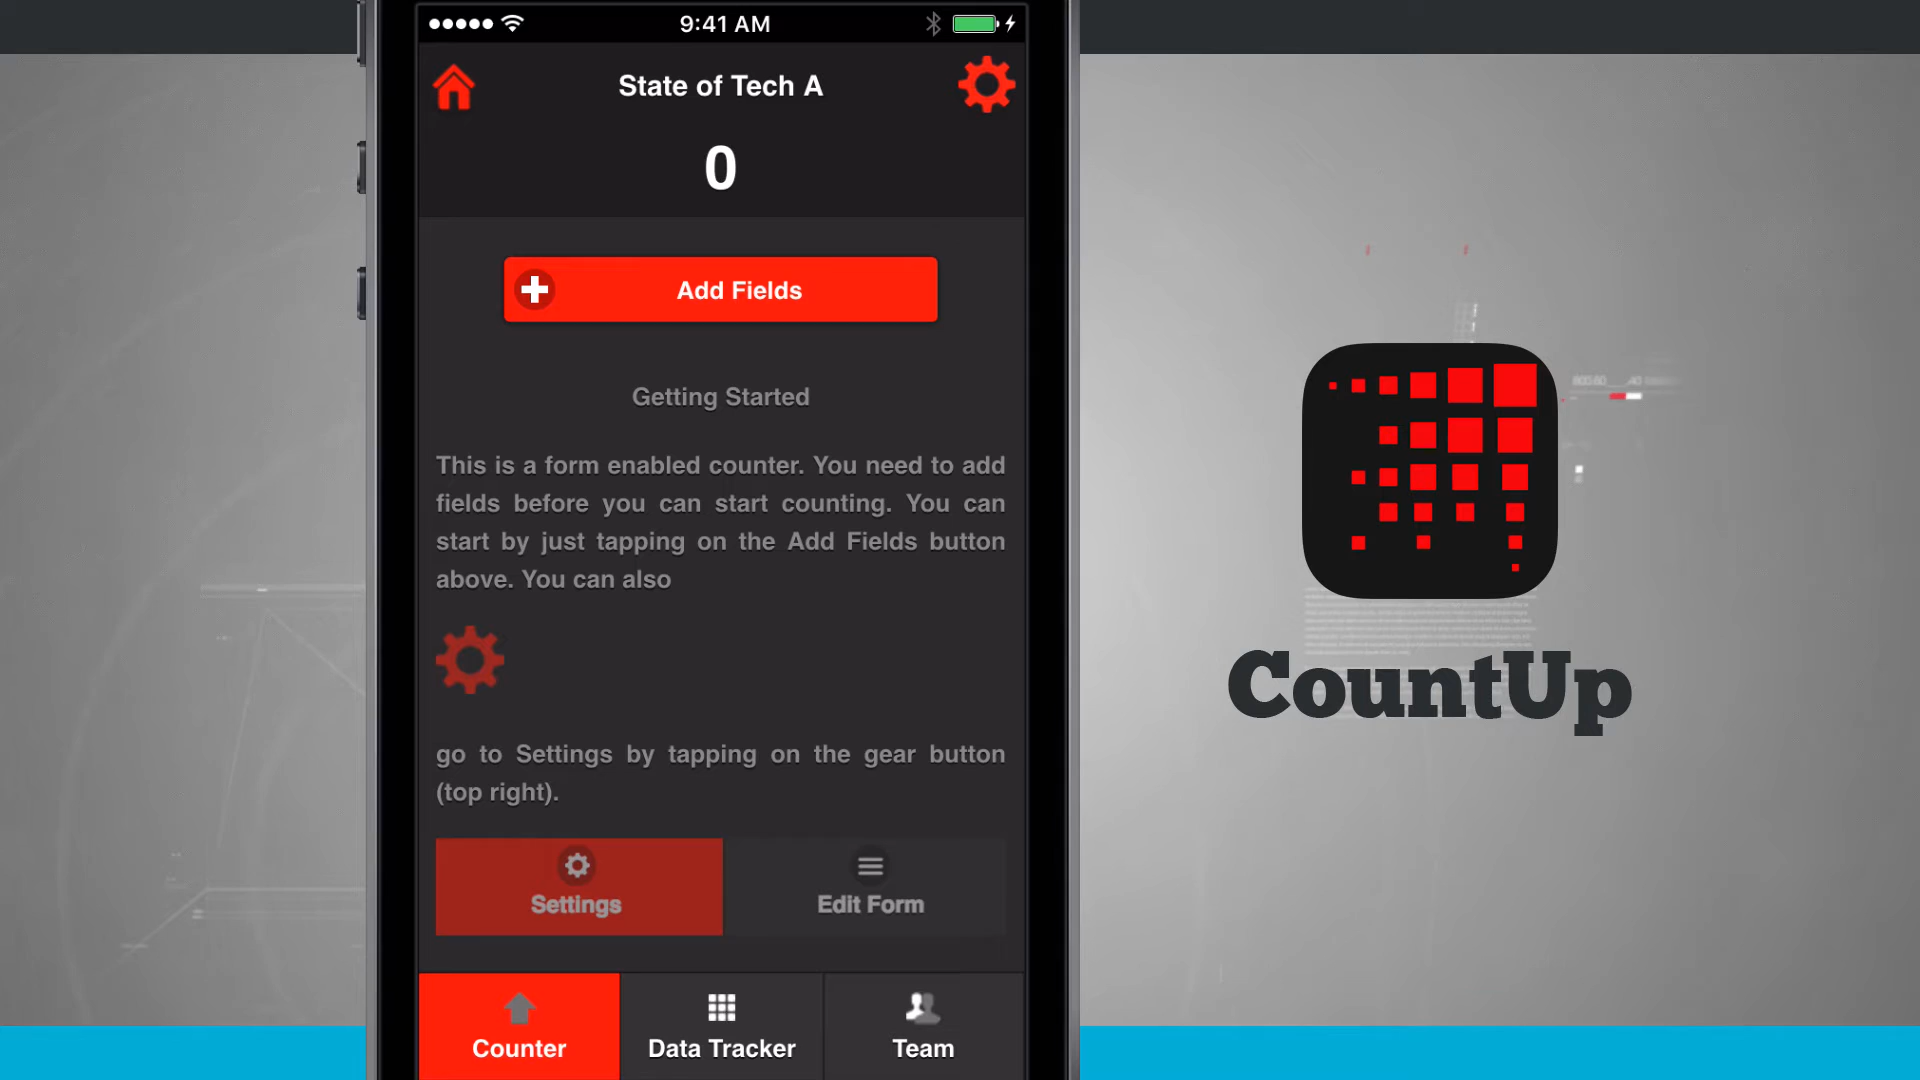 9:41 AM
State of Tech A
0
Add Fields
Getting Started
This is a form enabled counter. You need to add
fields before you can start counting. You can
start by just tapping on the Add Fields button
above. You can also
go to Settings by tapping on the gear button
(top right).
Settings
Edit Form
Counter
Data Tracker
Team
CountUp